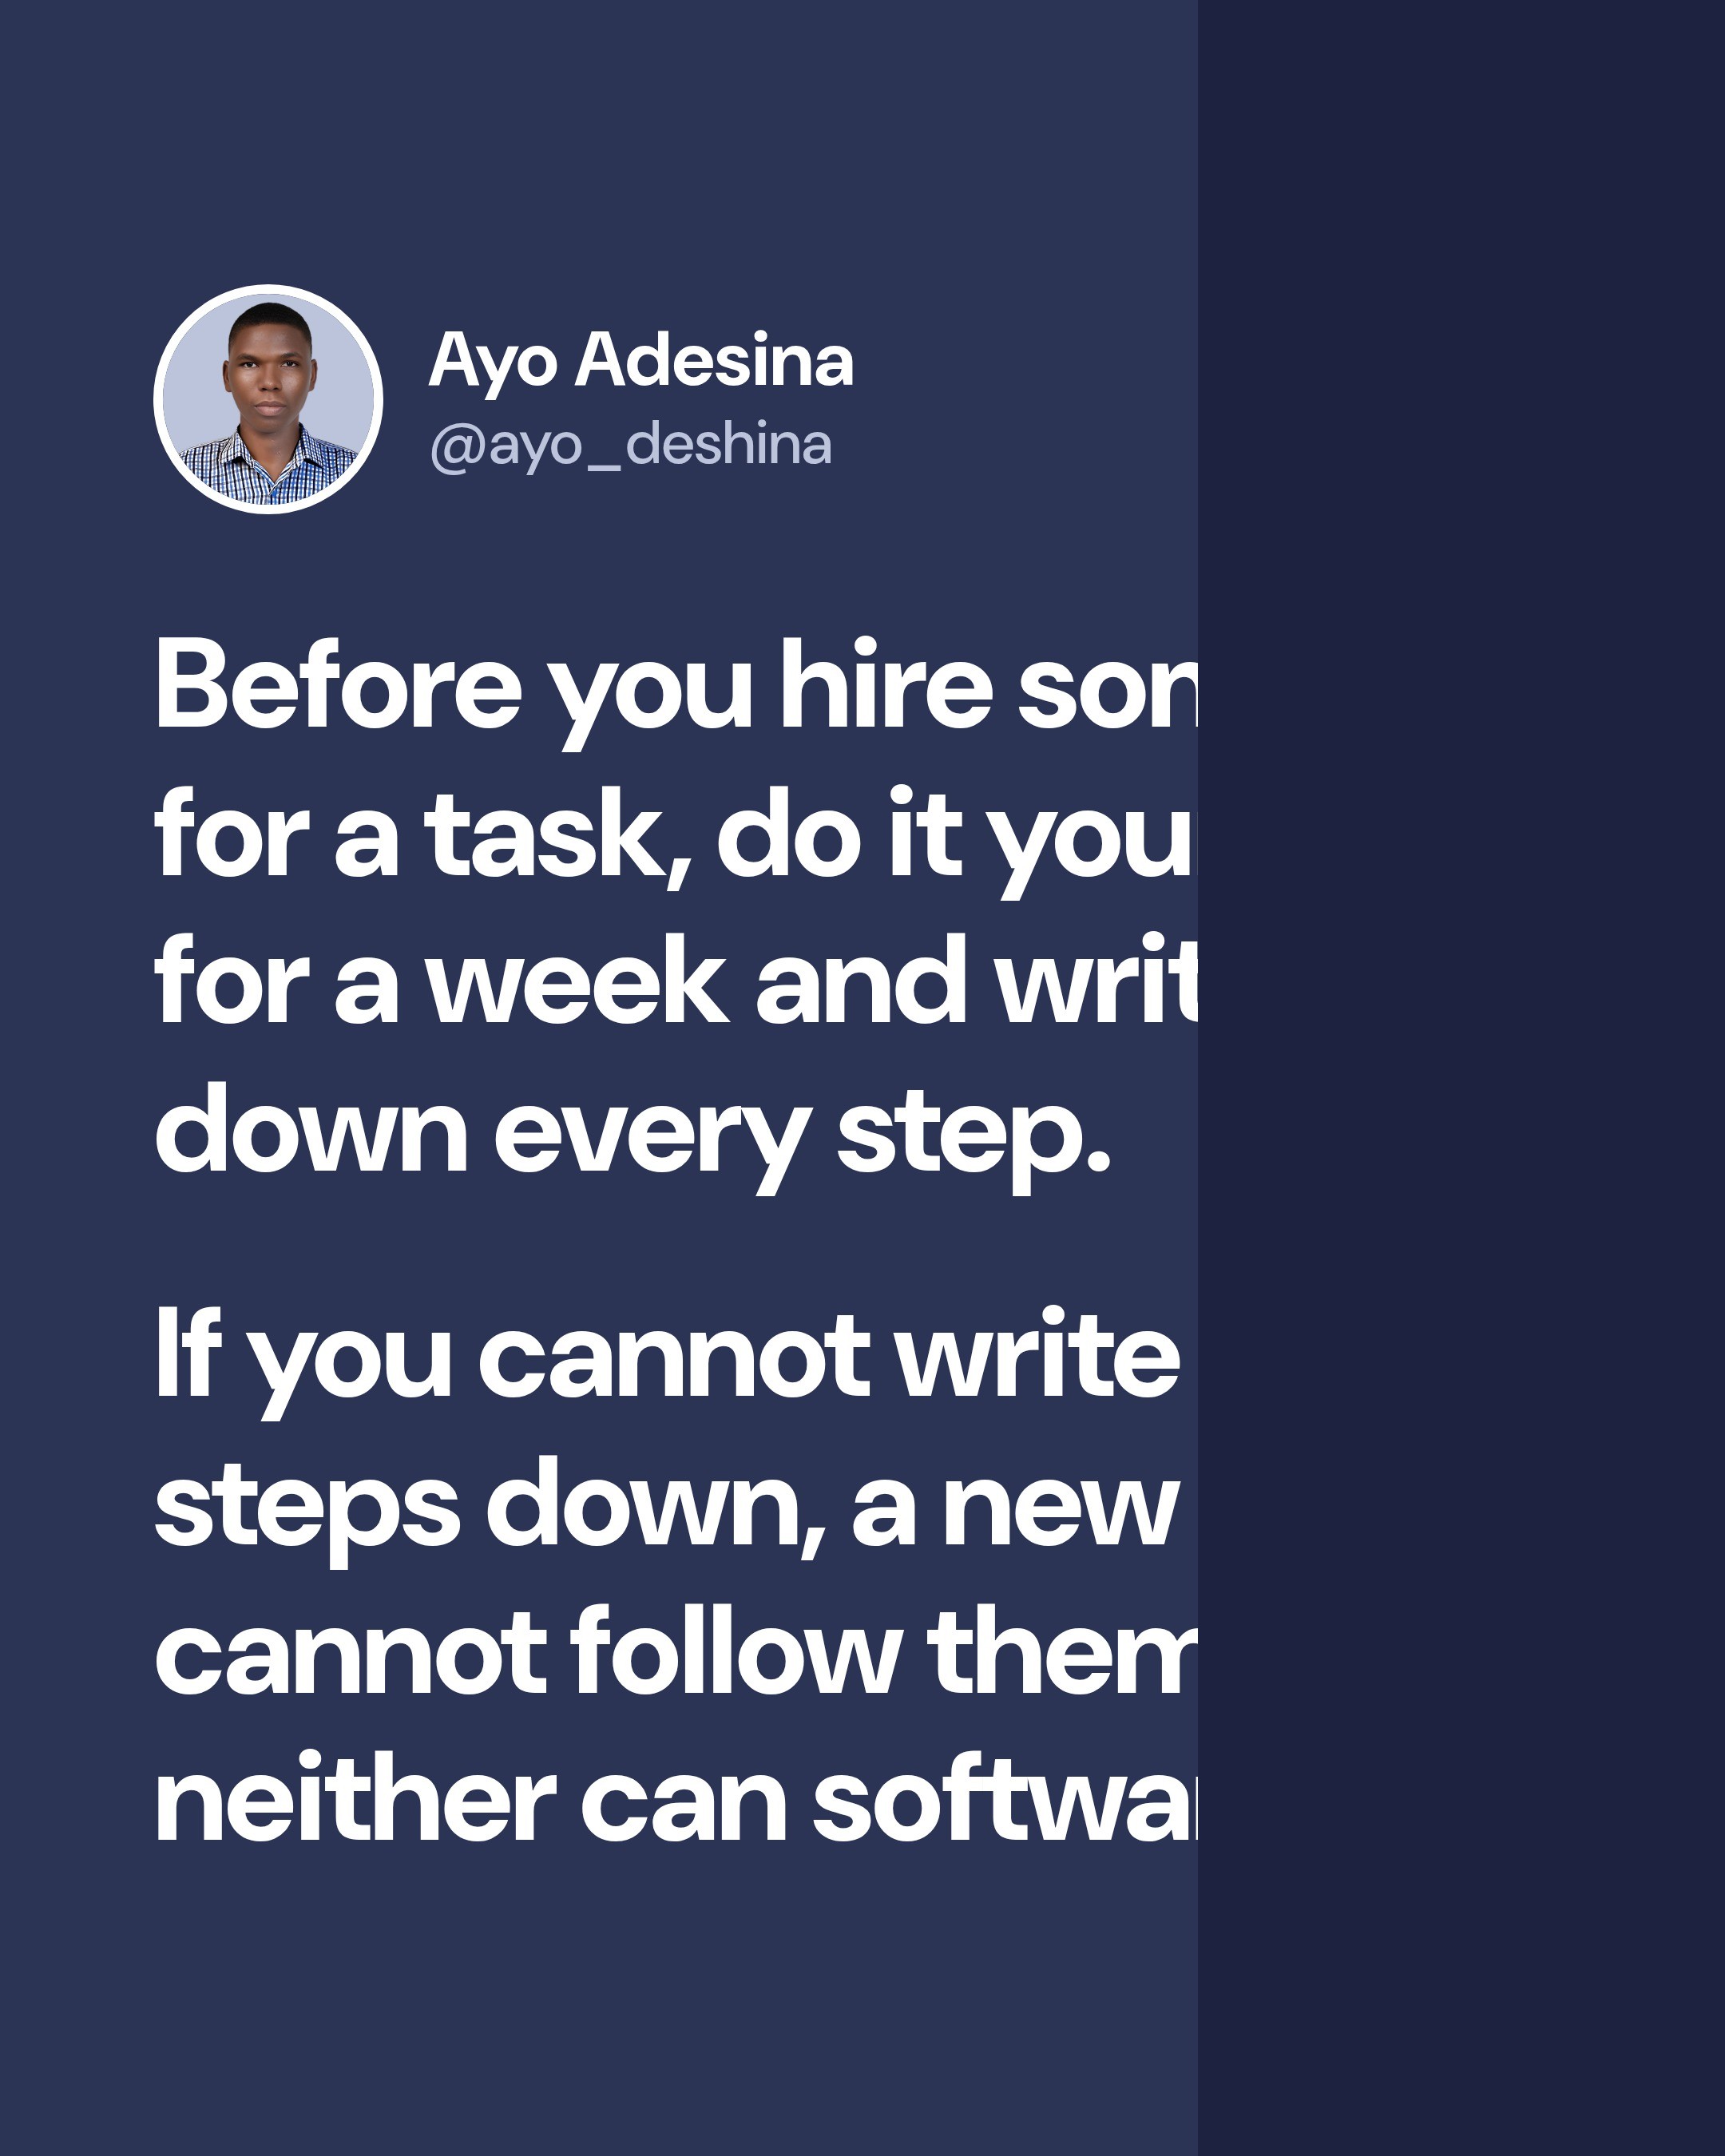 Ayo Adesina
@ayo_deshina
Before you hire
for a task, do it
for a week and
down every step.
If you cannot write
steps down, a new
cannot follow
neither can